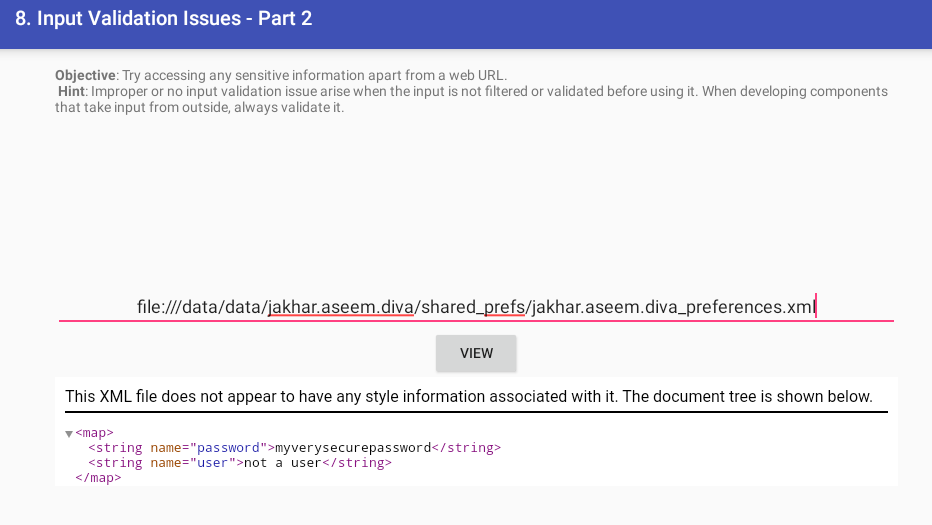 8. Input Validation Issues - Part 2
Objective: Try accessing any sensitive information apart from a web URL.
Hint: Improper or no input validation issue arise when the input is not filtered or validated before using it. When developing components
that take input from outside, always validate it.
file:///data/data/jakhar.aseem.diva/shared_prefs/jakhar.aseem.diva_preferences.xml
VIEW
This XML file does not appear to have any style information associated with it. The document tree is shown below.
▼<map>
<string name="password">myverysecurepassword</string>
<string name="user">not a user</string>
</map>